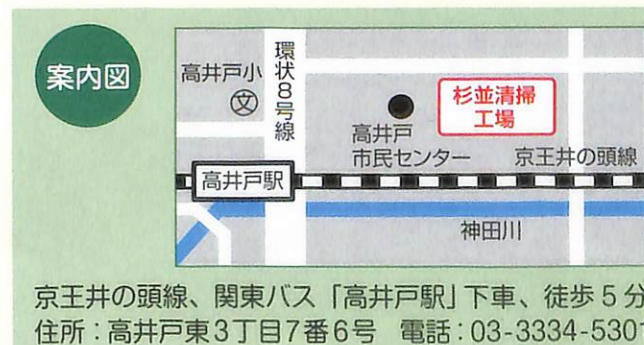 案内図
高井戸小
文
環状8号線
杉並清掃
工場
高井戸
市民センター
京王井の頭線
高井戸駅
神田川
京王井の頭線、関東バス「高井戸駅」下車、徒歩5分
住所：高井戸東3丁目7番6号 電話：03-3334-530